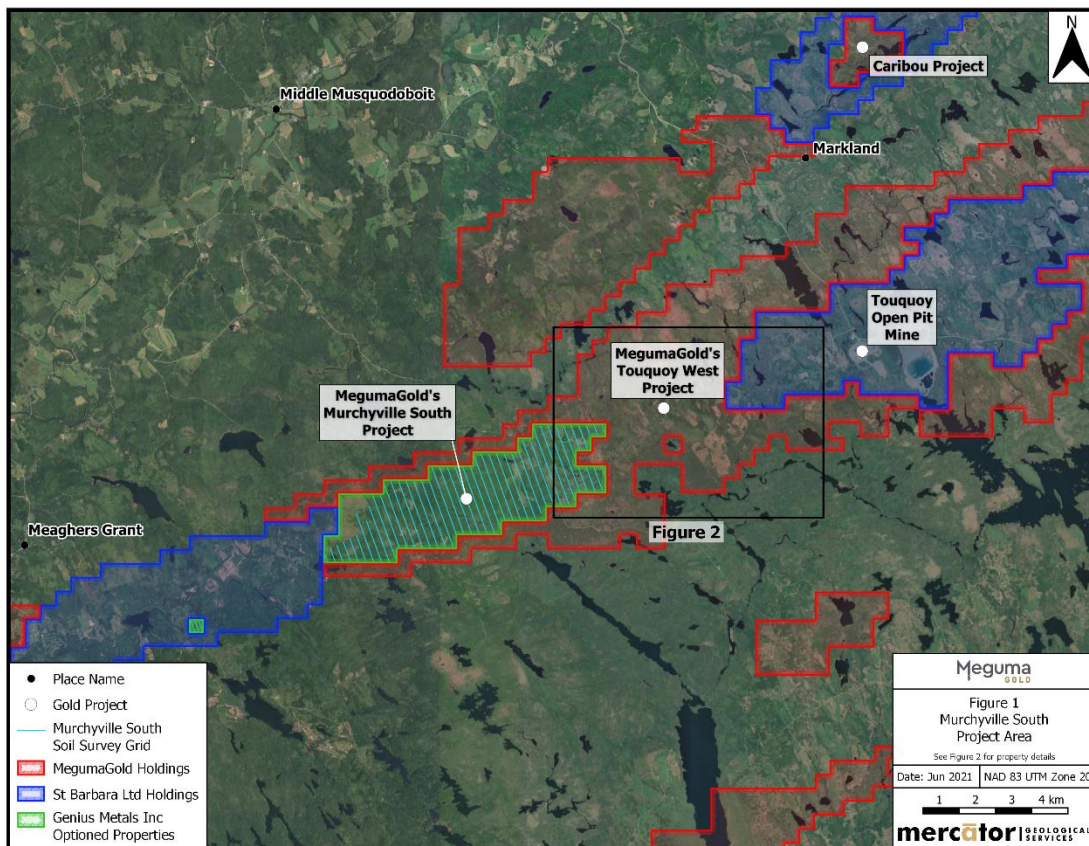 N
Caribou Project
Middle Musquodoboit
Markland
Touquoy
Open Pit
Mine
MegumaGold's
Touquoy West
Project
MegumaGold's
Murchyville South
Project
Figure 2
Meaghers Grant
Place Name
Gold Project
Murchyville South
Soil Survey Grid
MegumaGold Holdings
St Barbara Ltd Holdings
Genius Metals Inc
Optioned Properties
Meguma
GOLD
Figure 1
Murchyville South
Project Area
See Figure 2 for property details
Date: Jun 2021 NAD 83 UTM Zone 20
1 2 3 4 km
mercātor GEOLOGICAL
SERVICES